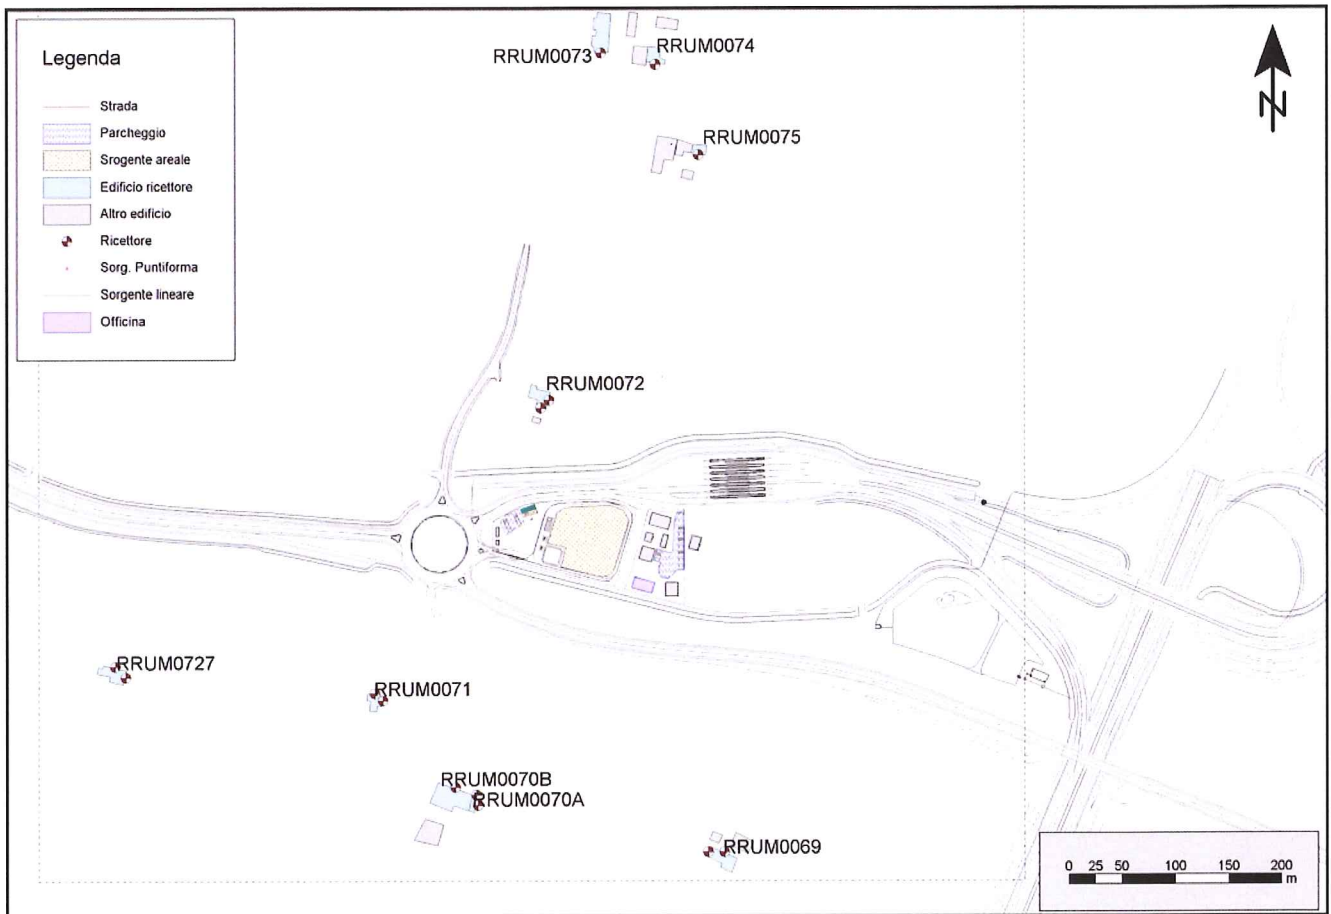 Legenda
Strada
Parcheggio
Srogente areale
Edificio ricettore
Altro edificio
Ricettore
Sorg. Puntiforma
Sorgente lineare
Officina
N
RRUM0073
RRUM0074
RRUM0075
RRUM0072
RRUM0727
RRUM0071
RRUM0070B
RRUM0070A
RRUM0069
0 25 50 100 150 200
m